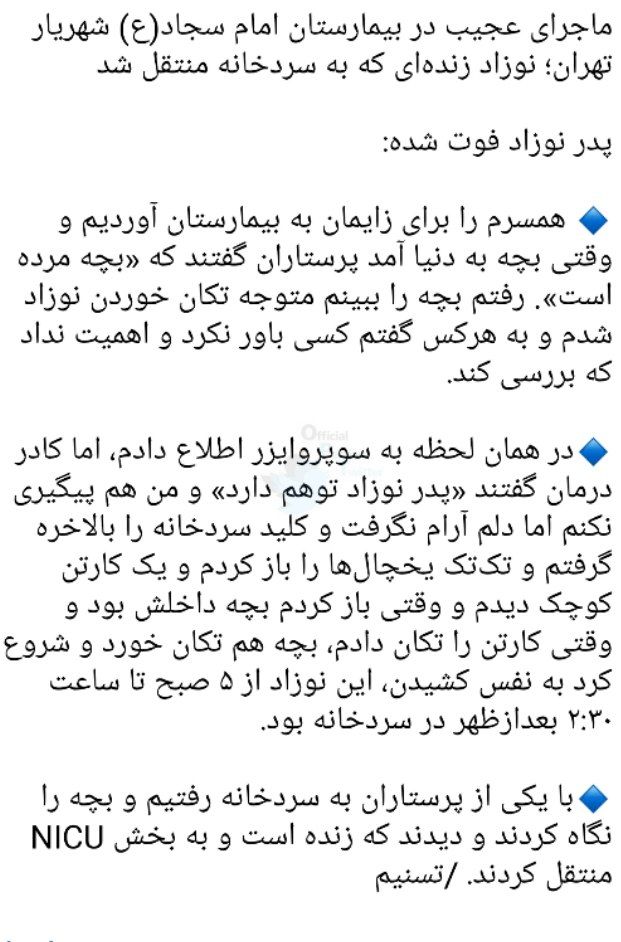 ماجرای عجیب در بیمارستان امام سجاد(ع) شهریار
تهران؛ نوزاد زنده‌ای که به سردخانه منتقل شد
پدر نوزاد فوت شده:
🔷 همسرم را برای زایمان به بیمارستان آوردیم و
وقتی بچه به دنیا آمد پرستاران گفتند که «بچه مرده
است». رفتم بچه را ببینم متوجه تکان خوردن نوزاد
شدم و به هرکس گفتم کسی باور نکرد و اهمیت نداد
که بررسی کند.
🔷در همان لحظه به سوپروایزر اطلاع دادم، اما کادر
درمان گفتند «پدر نوزاد توهم دارد» و من هم پیگیری
نکنم اما دلم آرام نگرفت و کلید سردخانه را بالاخره
گرفتم و تک‌تک یخچال‌ها را باز کردم و یک کارتن
کوچک دیدم و وقتی باز کردم بچه داخلش بود و
وقتی کارتن را تکان دادم، بچه هم تکان خورد و شروع
کرد به نفس کشیدن، این نوزاد از ۵ صبح تا ساعت
۲:۳۰ بعدازظهر در سردخانه بود.
🔷با یکی از پرستاران به سردخانه رفتیم و بچه را
نگاه کردند و دیدند که زنده است و به بخش NICU
منتقل کردند. /تسنیم
Official